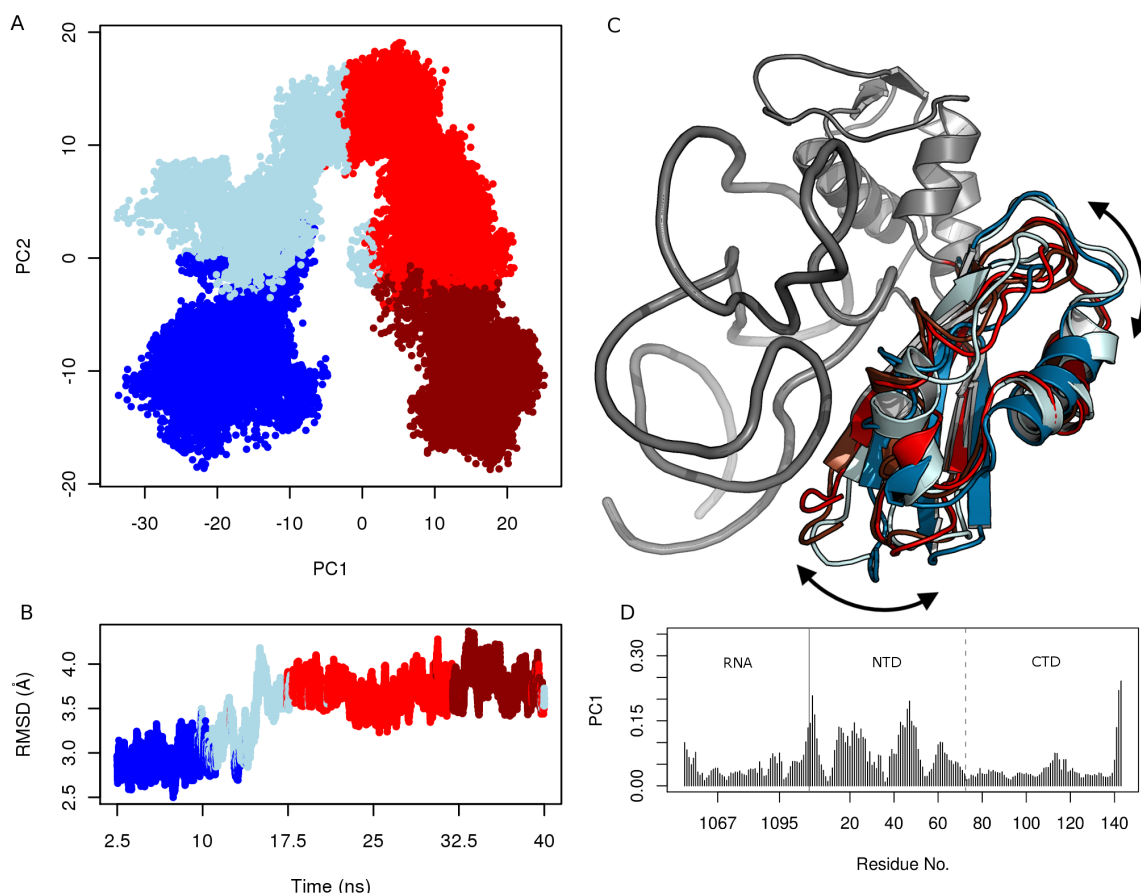 A
20
10
0
-10
-20
PC2
-30 -20 -10 0 10 20
PC1
B
4.0
3.5
3.0
2.5
RMSD (Å)
2.5 10 17.5 25 32.5 40
Time (ns)
C
D
0.30
0.15
0.00
PC1
RNA NTD CTD
1067 1095 20 40 60 80 100 120 140
Residue No.